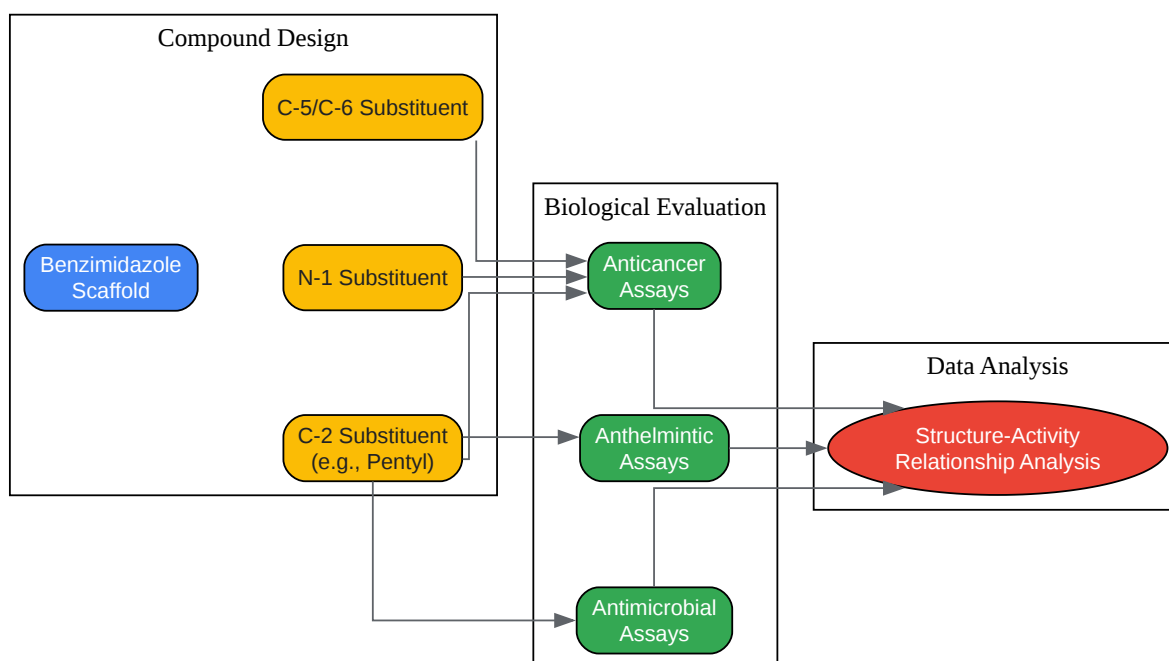 Compound Design
C-5/C-6 Substituent
Benzimidazole
Scaffold
N-1 Substituent
C-2 Substituent
(e.g., Pentyl)
Biological Evaluation
Anticancer
Assays
Anthelmintic
Assays
Antimicrobial
Assays
Data Analysis
Structure-Activity
Relationship Analysis